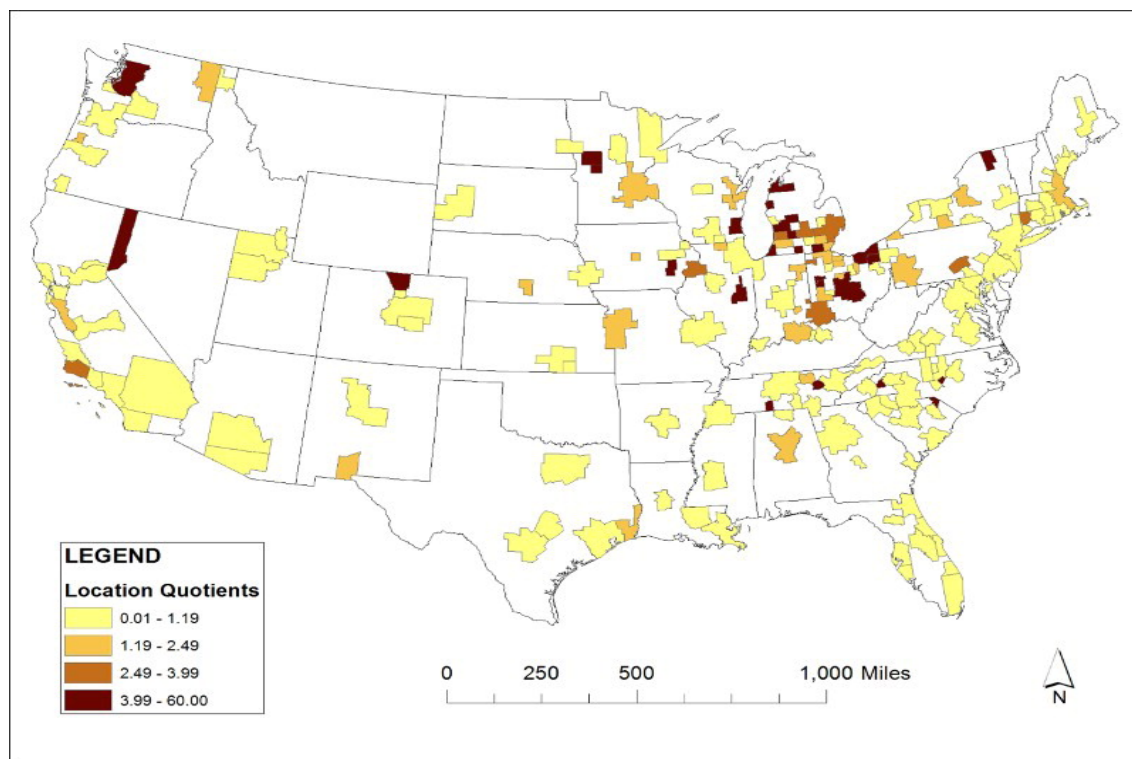 LEGEND
Location Quotients
0.01 - 1.19
1.19 - 2.49
2.49 - 3.99
3.99 - 60.00
0 250 500 1,000 Miles
N